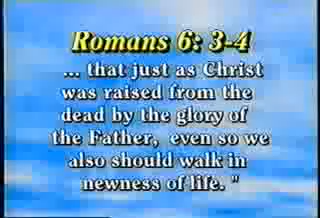 Romans 6: 3-4
... that just as Christ
was raised from the
dead by the glory of
the Father, even so we
also should walk in
newness of life. "